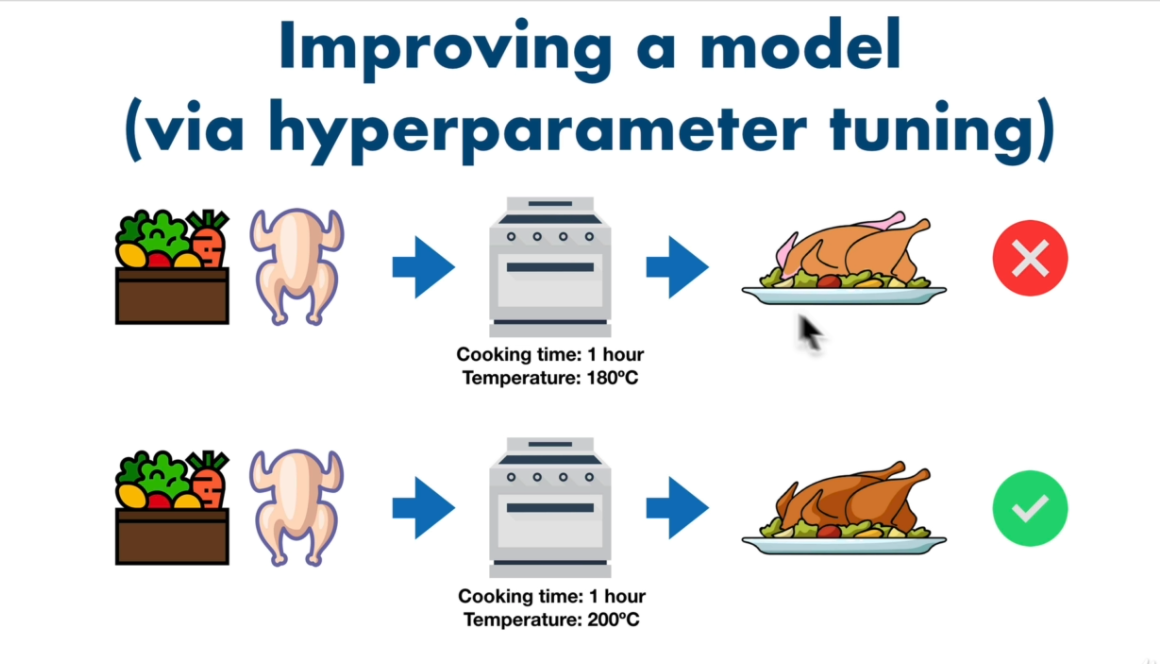 Improving a model
(via hyperparameter tuning)
Cooking time: 1 hour
Temperature: 180ºC
Cooking time: 1 hour
Temperature: 200ºC